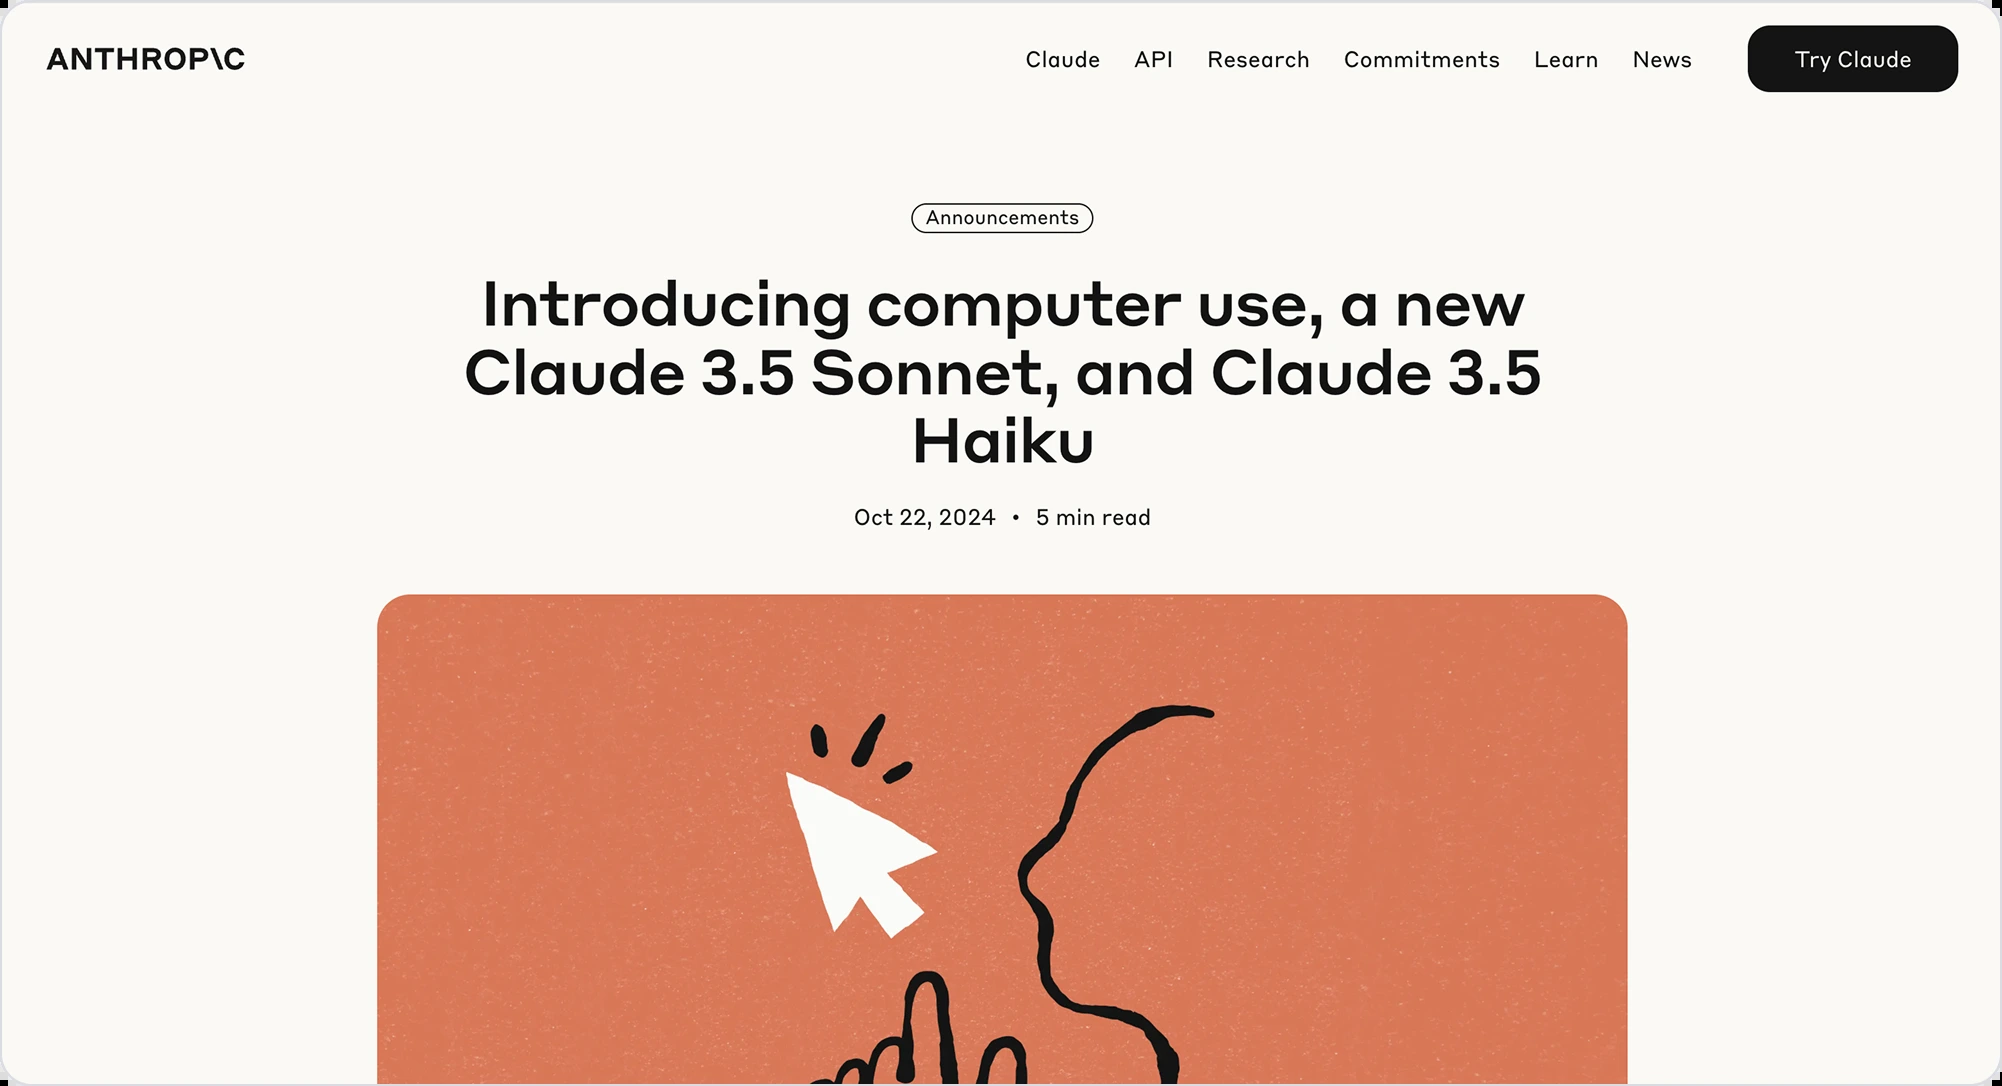 ANTHROP\C
Claude API Research Commitments Learn News Try Claude
Announcements
Introducing computer use, a new
Claude 3.5 Sonnet, and Claude 3.5
Haiku
Oct 22, 2024 • 5 min read